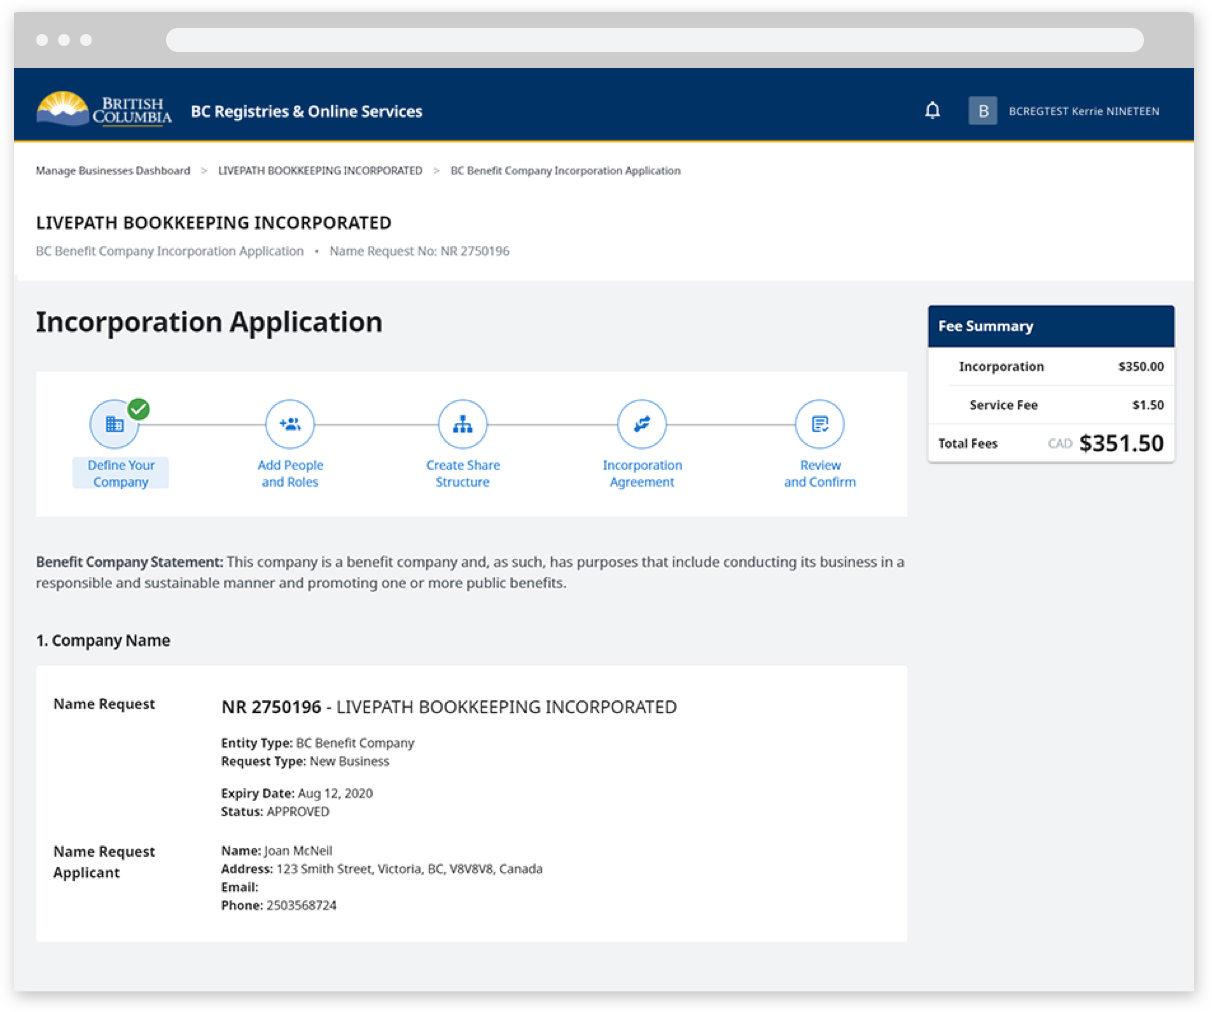 BRITISH
COLUMBIA
BC Registries & Online Services
B
BCREGTEST Kerrie NINETEEN
Manage Businesses Dashboard > LIVEPATH BOOKKEEPING INCORPORATED > BC Benefit Company Incorporation Application
LIVEPATH BOOKKEEPING INCORPORATED
BC Benefit Company Incorporation Application • Name Request No: NR 2750196
Incorporation Application
Define Your
Company
Add People
and Roles
Create Share
Structure
Incorporation
Agreement
Review
and Confirm
Fee Summary
Incorporation $350.00
Service Fee $1.50
Total Fees CAD $351.50
Benefit Company Statement: This company is a benefit company and, as such, has purposes that include conducting its business in a
responsible and sustainable manner and promoting one or more public benefits.
1. Company Name
Name Request
NR 2750196 - LIVEPATH BOOKKEEPING INCORPORATED
Entity Type: BC Benefit Company
Request Type: New Business
Expiry Date: Aug 12, 2020
Status: APPROVED
Name Request
Applicant
Name: Joan McNeil
Address: 123 Smith Street, Victoria, BC, V8V8V8, Canada
Email:
Phone: 2503568724